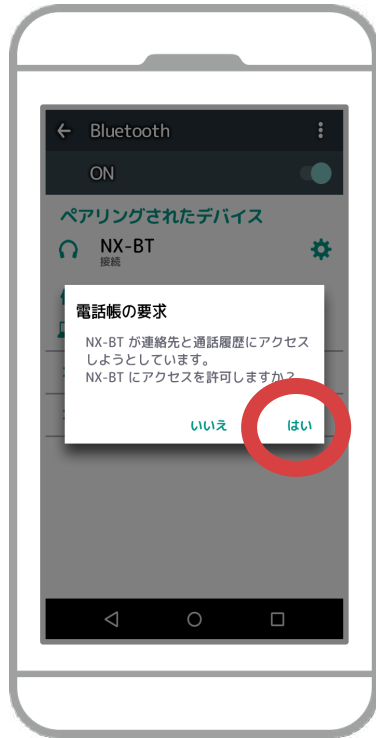 Bluetooth
ON
ペアリングされたデバイス
NX-BT
接続
電話帳の要求
NX-BT が連絡先と通話履歴にアクセス
しようとしています。
NX-BT にアクセスを許可しますか？
いいえ
はい